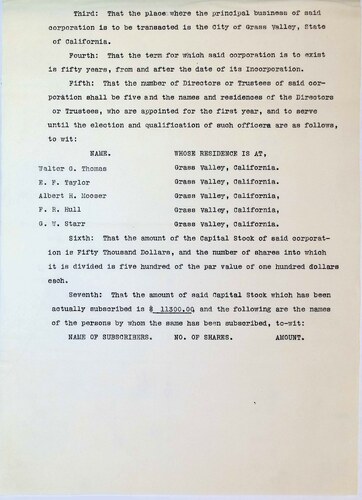 Third: That the place where the principal business of said
corporation is to be transacted is the City of Grass Valley, State
of California.
Fourth: That the term for which said corporation is to exist
is fifty years, from and after the date of its Incorporation.
Fifth: That the number of Directors or Trustees of said cor-
poration shall be five and the names and residences of the Directors
or Trustees, who are appointed for the first year, and to serve
until the election and qualification of such officers are as follows,
to wit:
NAME. WHOSE RESIDENCE IS AT,
Walter G. Thomas Grass Valley, California.
E. F. Taylor Grass Valley, California.
Albert H. Mooser Grass Valley, California,
F. R. Hull Grass Valley, California,
G. W. Starr Grass Valley, California.
Sixth: That the amount of the Capital Stock of said corporat-
ion is Fifty Thousand Dollars, and the number of shares into which
it is divided is five hundred of the par value of one hundred dollars
each.
Seventh: That the amount of said Capital Stock which has been
actually subscribed is $ 11300.00 and the following are the names
of the persons by whom the same has been subscribed, to-wit:
NAME OF SUBSCRIBERS. NO. OF SHARES. AMOUNT.